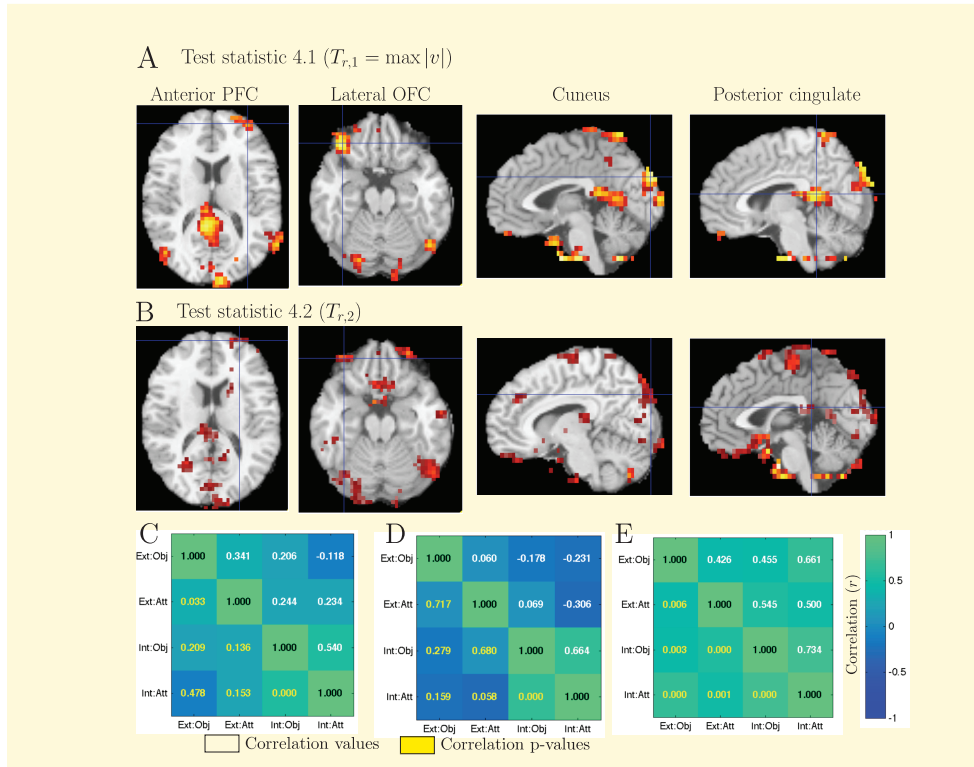 A Test statistic 4.1 (T_{r,1} = max |v|)
Anterior PFC Lateral OFC Cuneus Posterior cingulate
B Test statistic 4.2 (T_{r,2})
C D E
Ext:Obj 1.000 0.341 0.206 -0.118
Ext:Att 0.033 1.000 0.244 0.234
Int:Obj 0.209 0.136 1.000 0.540
Int:Att 0.478 0.153 0.000 1.000
Ext:Obj Ext:Att Int:Obj Int:Att
Ext:Obj 1.000 0.060 -0.178 -0.231
Ext:Att 0.717 1.000 0.069 -0.306
Int:Obj 0.279 0.680 1.000 0.664
Int:Att 0.159 0.058 0.000 1.000
Ext:Obj Ext:Att Int:Obj Int:Att
Ext:Obj 1.000 0.426 0.455 0.661
Ext:Att 0.006 1.000 0.545 0.500
Int:Obj 0.003 0.000 1.000 0.734
Int:Att 0.000 0.001 0.000 1.000
Ext:Obj Ext:Att Int:Obj Int:Att
1
0.5
0
-0.5
-1
Correlation (r)
Correlation values Correlation p-values